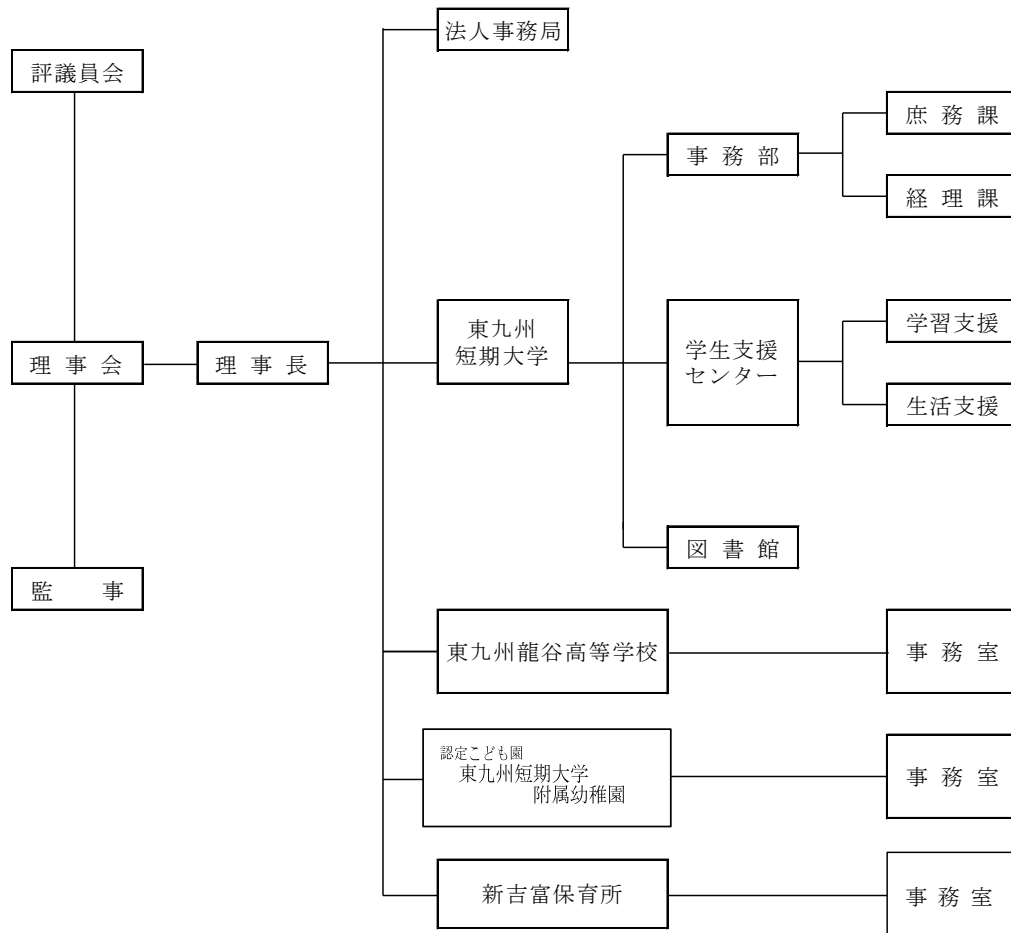 法人事務局
評議員会
庶務課
事務部
経理課
東九州
短期大学
学習支援
理事会
理事長
学生支援
センター
生活支援
図書館
監事
東九州龍谷高等学校
事務室
認定こども園
東九州短期大学
附属幼稚園
事務室
新吉富保育所
事務室